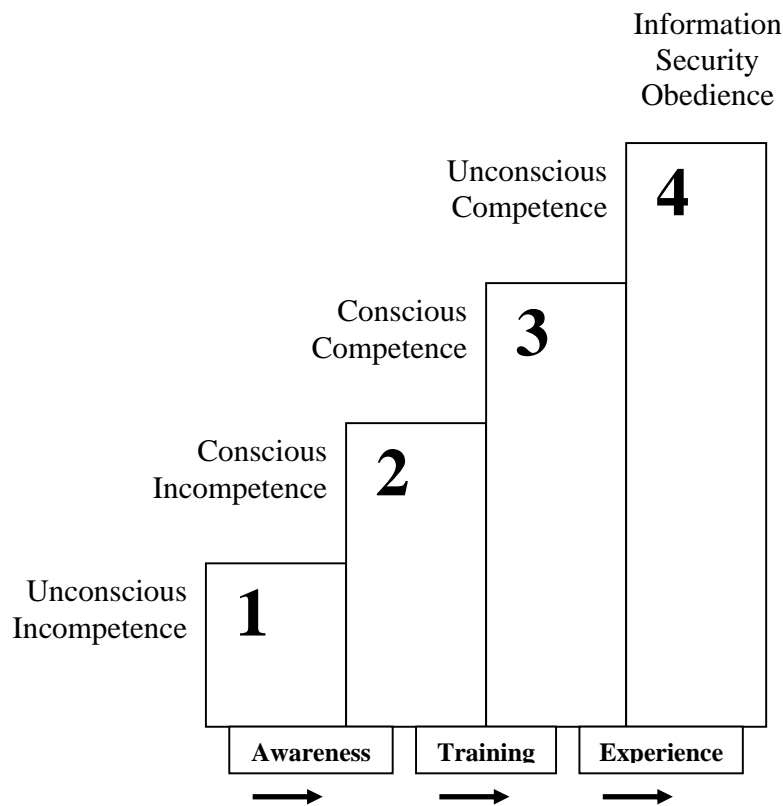 Information
Security
Obedience
Unconscious
Competence
4
Conscious
Competence
3
Conscious
Incompetence
2
Unconscious
Incompetence
1
Awareness
Training
Experience